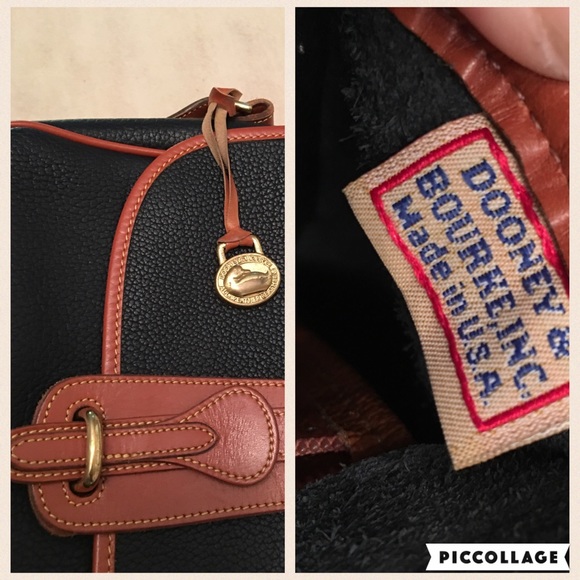 DOONEY &
BOURKE,INC.
Made in U.S.A.
PICCOLLAGE